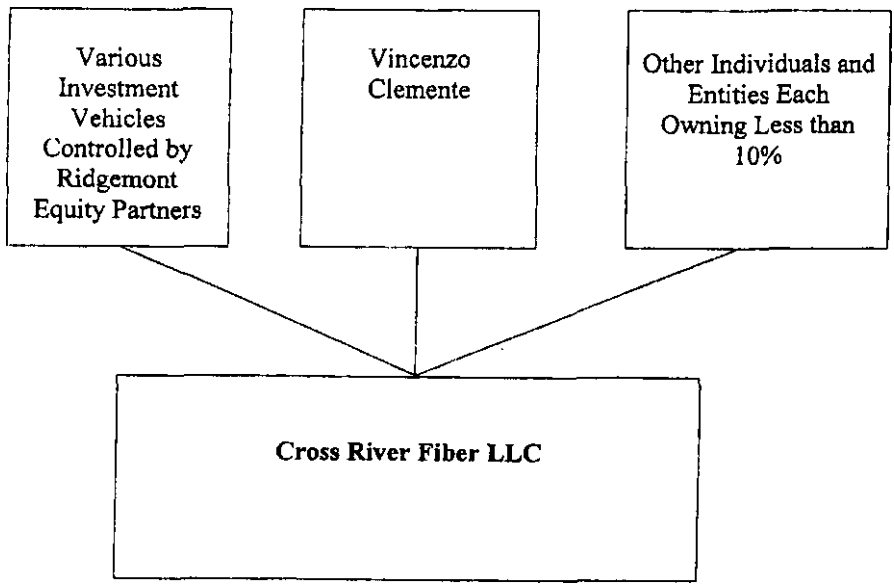 Various
Investment
Vehicles
Controlled by
Ridgemont
Equity Partners
Vincenzo
Clemente
Other Individuals and
Entities Each
Owning Less than
10%
Cross River Fiber LLC